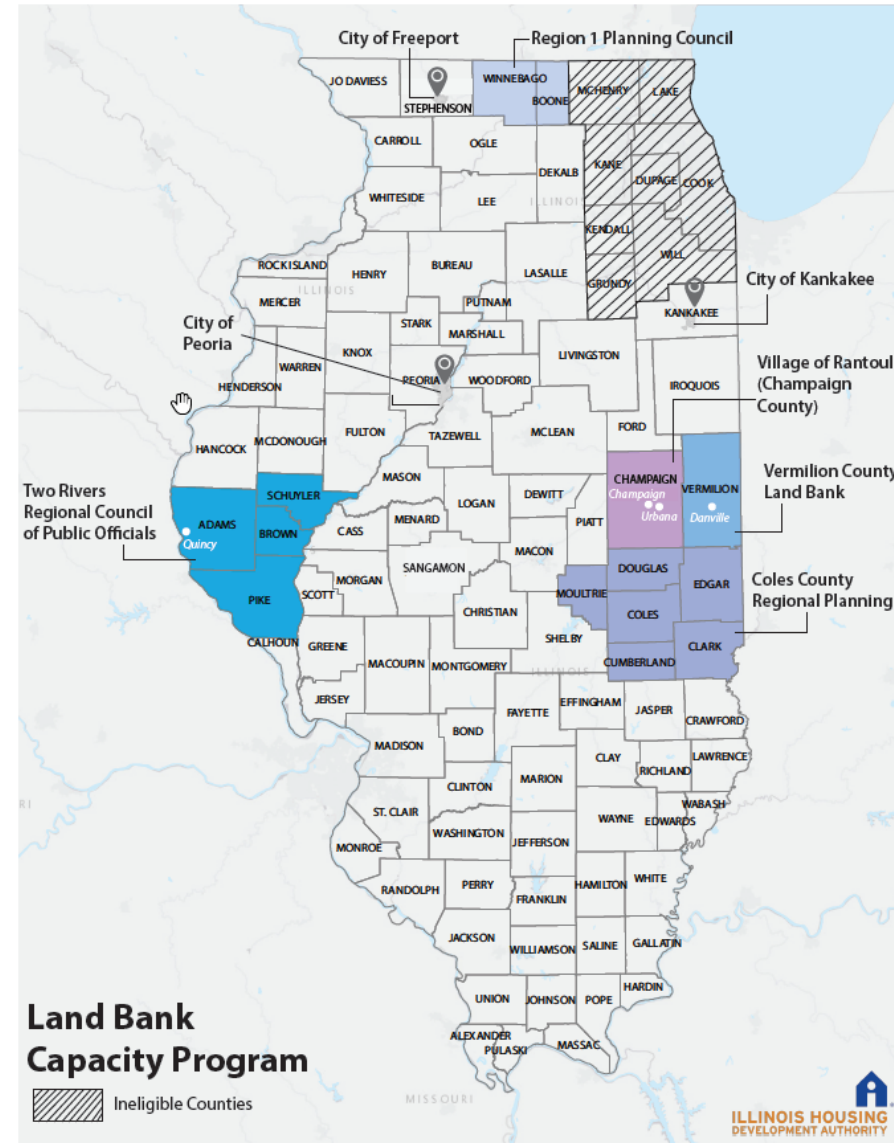 City of Freeport
Region 1 Planning Council
JO DAVIESS
STEPHENSON
WINNEBAGO
BOONE
MCHENRY
LAKE
CARROLL
OGLE
DEKALB
KANE
DUPAGE
COOK
WHITESIDE
LEE
ILLINOIS
KENDALL
WILL
ROCK ISLAND
HENRY
BUREAU
LASALLE
GRUNDY
City of Kankakee
ILLINOIS
MERCER
PUTNAM
KANKAKEE
City of
Peoria
STARK
MARSHALL
KNOX
WARREN
HENDERSON
PEORIA
WOODFORD
LIVINGSTON
IROQUOIS
Village of Rantoul
(Champaign
County)
HANCOCK
MCDONOUGH
FULTON
TAZEWELL
MCLEAN
FORD
Two Rivers
Regional Council
of Public Officials
SCHUYLER
MASON
LOGAN
DEWITT
CHAMPAIGN
Champaign
Urbana
VERMILION
Danville
Vermilion County
Land Bank
ADAMS
Quincy
BROWN
CASS
MENARD
PIATT
MACON
SANGAMON
DOUGLAS
EDGAR
Coles County
Regional Planning
PIKE
SCOTT
MORGAN
CHRISTIAN
MOULTRIE
COLES
SHELBY
CALHOUN
GREENE
CUMBERLAND
CLARK
MACOUPIN
MONTGOMERY
ILLINOIS
JERSEY
FAYETTE
EFFINGHAM
JASPER
CRAWFORD
MADISON
BOND
CLAY
RICHLAND
LAWRENCE
CLINTON
MARION
RI
ST. CLAIR
WAYNE
EDWARDS
WABASH
WASHINGTON
JEFFERSON
MONROE
RANDOLPH
PERRY
HAMILTON
WHITE
FRANKLIN
JACKSON
WILLIAMSON
SALINE
GALLATIN
UNION
JOHNSON
POPE
HARDIN
ALEXANDER
PULASKI
MASSAC
MISSOURI
Land Bank
Capacity Program
Ineligible Counties
ILLINOIS HOUSING
DEVELOPMENT AUTHORITY